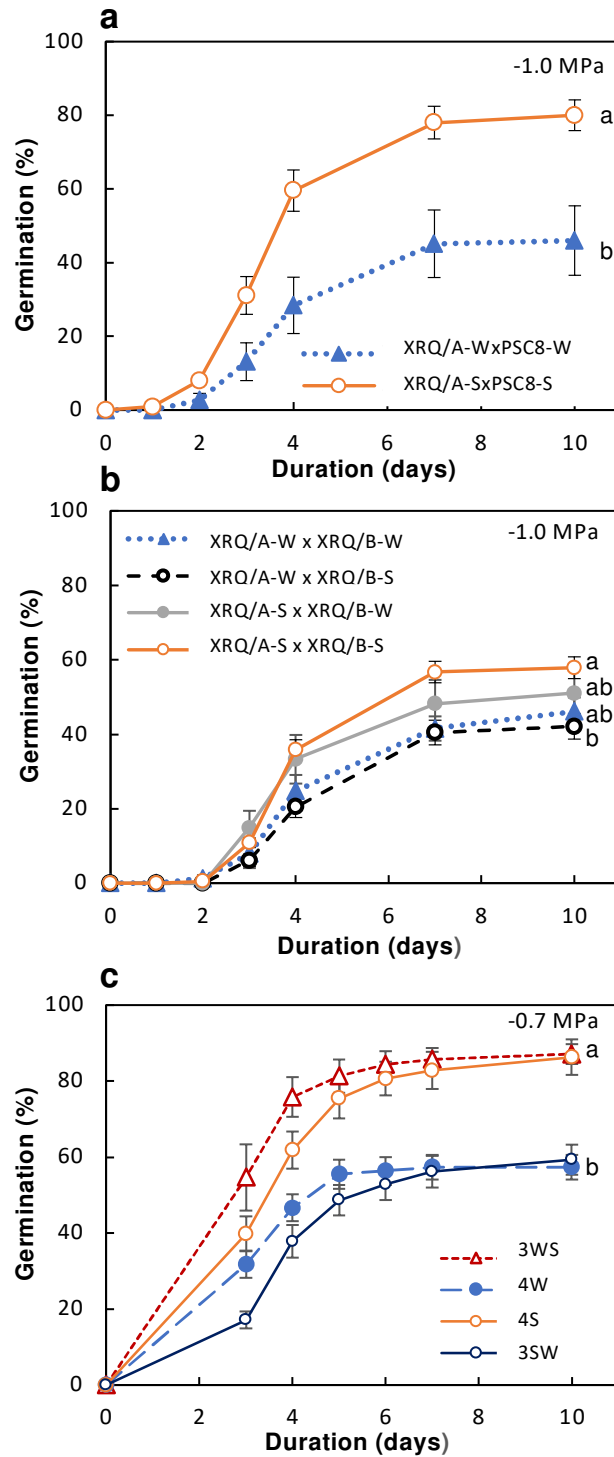 a
100
-1.0 MPa
a
80
60
b
40
XRQ/A-WxPSC8-W
20
XRQ/A-SxPSC8-S
0
0 2 4 6 8 10
Germination (%)
Duration (days)
b
100
XRQ/A-W x XRQ/B-W
-1.0 MPa
80
XRQ/A-W x XRQ/B-S
XRQ/A-S x XRQ/B-W
XRQ/A-S x XRQ/B-S
60
a
ab
ab
40
b
20
0
0 2 4 6 8 10
Germination (%)
Duration (days)
c
100
-0.7 MPa
a
80
60
b
40
3WS
4W
20
4S
3SW
0
0 2 4 6 8 10
Germination (%)
Duration (days)